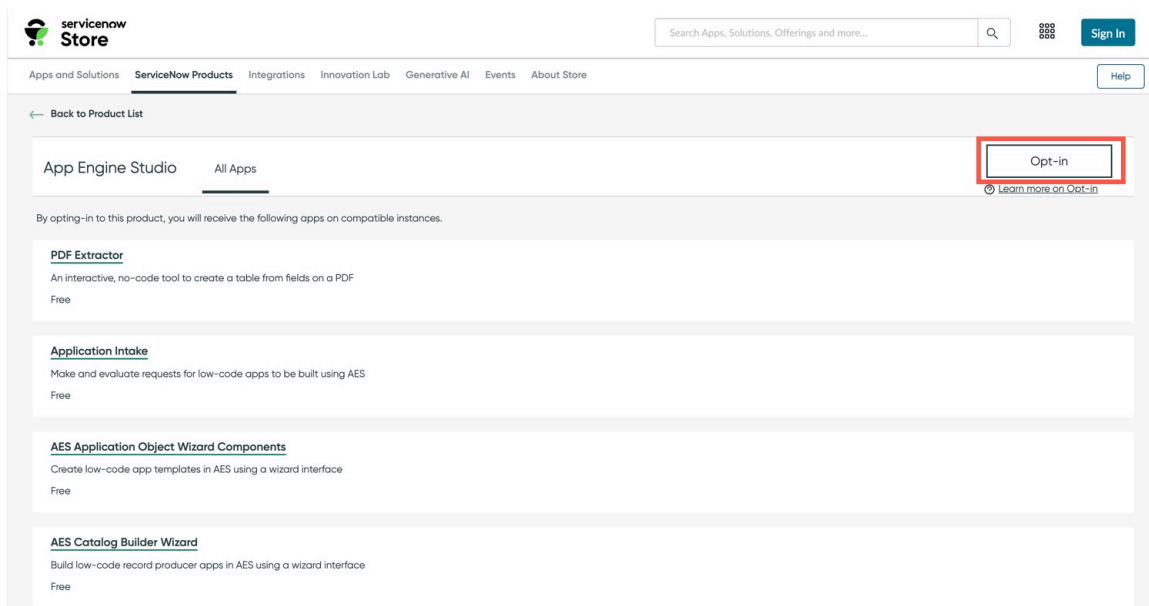 servicenow
Store
Search Apps, Solutions, Offerings and more...
Sign In
Apps and Solutions ServiceNow Products Integrations Innovation Lab Generative AI Events About Store
Help
Back to Product List
App Engine Studio All Apps
Opt-in
Learn more on Opt-in
By opting-in to this product, you will receive the following apps on compatible instances.
PDF Extractor
An interactive, no-code tool to create a table from fields on a PDF
Free
Application Intake
Make and evaluate requests for low-code apps to be built using AES
Free
AES Application Object Wizard Components
Create low-code app templates in AES using a wizard interface
Free
AES Catalog Builder Wizard
Build low-code record producer apps in AES using a wizard interface
Free